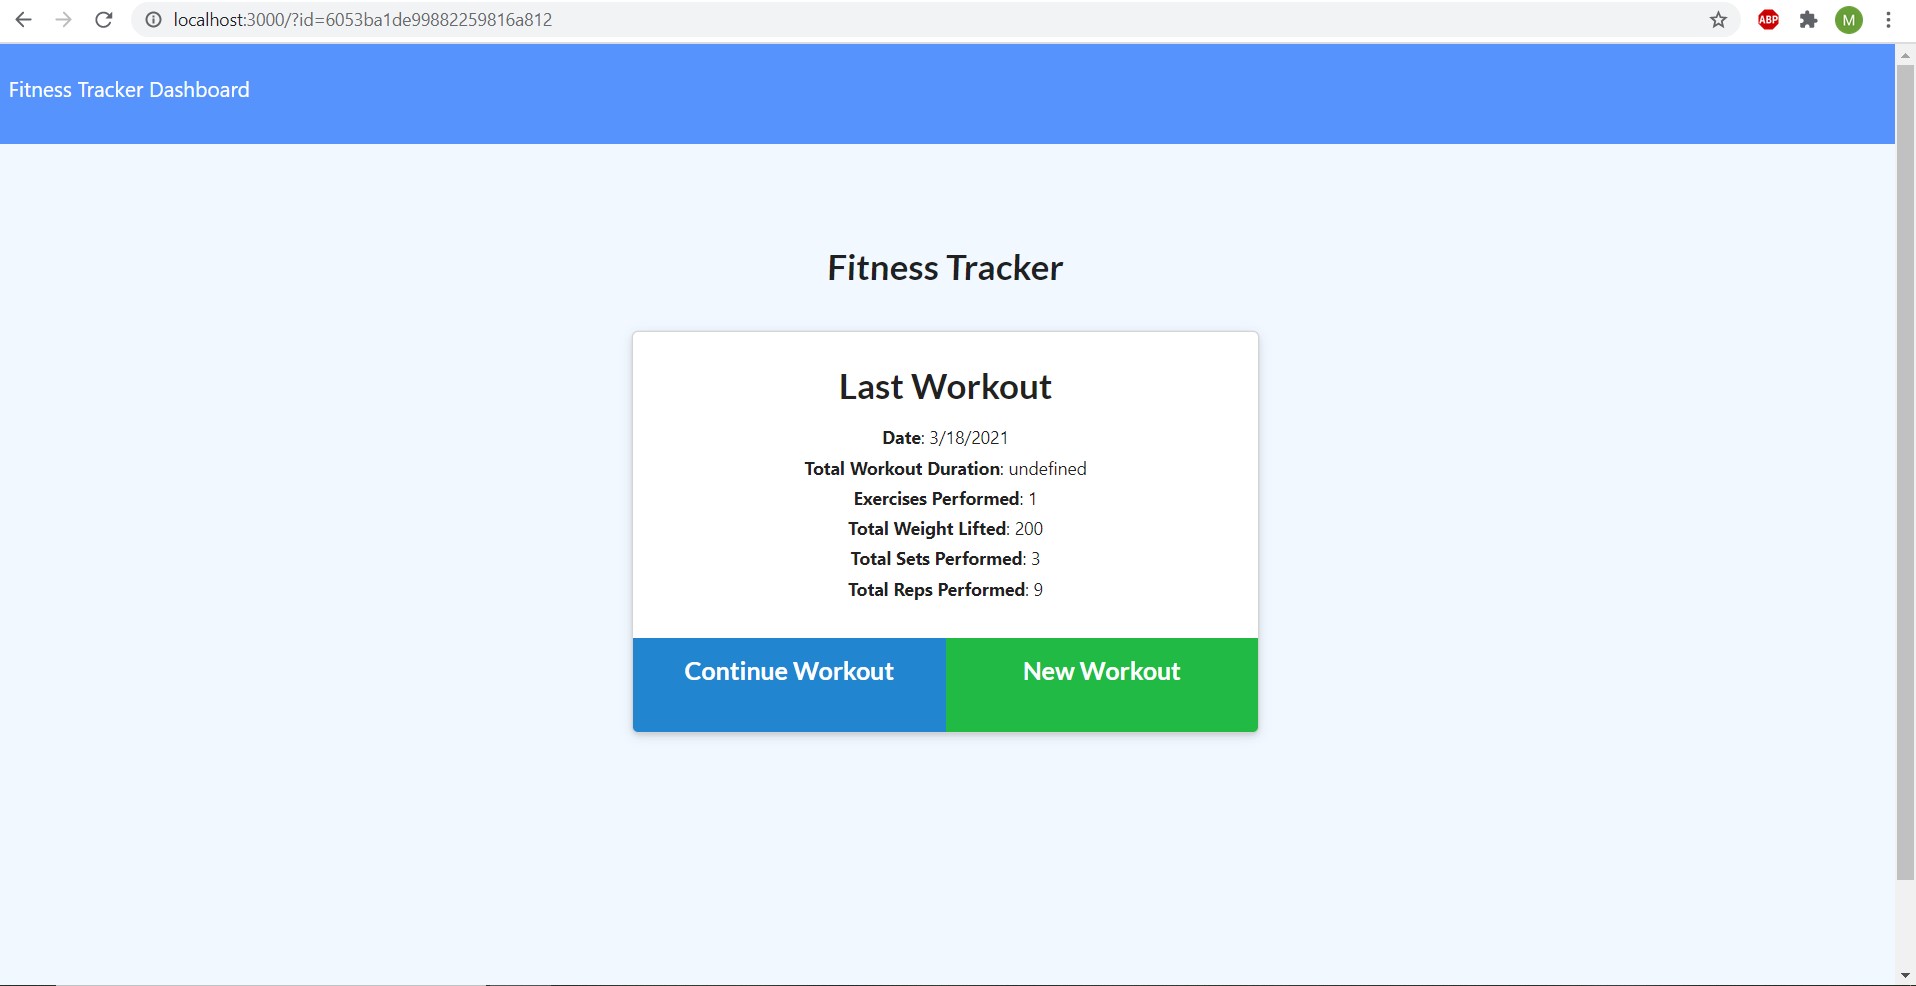 localhost:3000/?id=6053ba1de99882259816a812
ABP
M
Fitness Tracker Dashboard
Fitness Tracker
Last Workout
Date: 3/18/2021
Total Workout Duration: undefined
Exercises Performed: 1
Total Weight Lifted: 200
Total Sets Performed: 3
Total Reps Performed: 9
Continue Workout
New Workout